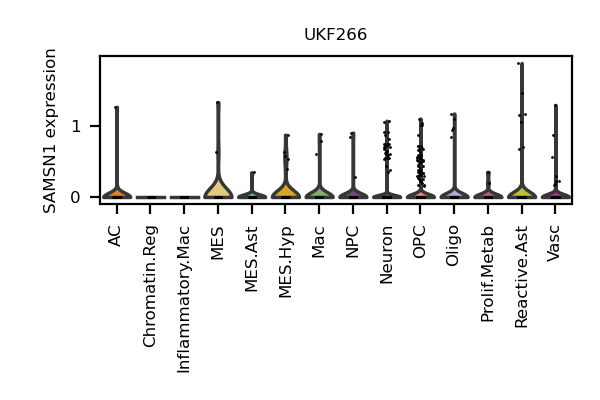 UKF266
SAMSN1 expression
1
0
AC
Chromatin.Reg
Inflammatory.Mac
MES
MES.Ast
MES.Hyp
Mac
NPC
Neuron
OPC
Oligo
Prolif.Metab
Reactive.Ast
Vasc